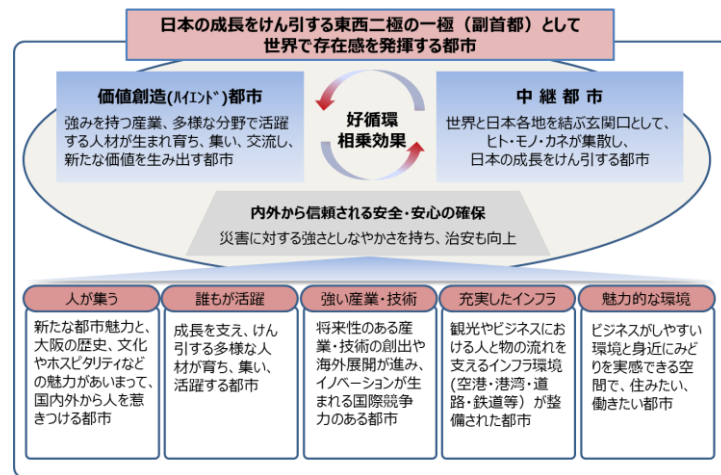 日本の成長をけん引する東西二極の一極（副首都）として
世界で存在感を発揮する都市
価値創造(ﾊｲｴﾝﾄﾞ)都市
強みを持つ産業、多様な分野で活躍
する人材が生まれ育ち、集い、交流し、
新たな価値を生み出す都市
好循環
相乗効果
中継都市
世界と日本各地を結ぶ玄関口として、
ヒト・モノ・カネが集散し、
日本の成長をけん引する都市
内外から信頼される安全・安心の確保
災害に対する強さとしなやかさを持ち、治安も向上
人が集う
新たな都市魅力と、
大阪の歴史、文化
やホスピタリティなど
の魅力があいまって、
国内外から人を惹
きつける都市
誰もが活躍
成長を支え、けん
引する多様な人
材が育ち、集い、
活躍する都市
強い産業・技術
将来性のある産
業・技術の創出や
海外展開が進み、
イノベーションが生
まれる国際競争
力のある都市
充実したインフラ
観光やビジネスにお
ける人と物の流れを
支えるインフラ環境
(空港・港湾・道
路・鉄道等）が整
備された都市
魅力的な環境
ビジネスがしやすい
環境と身近にみど
りを実感できる空
間で、住みたい、
働きたい都市